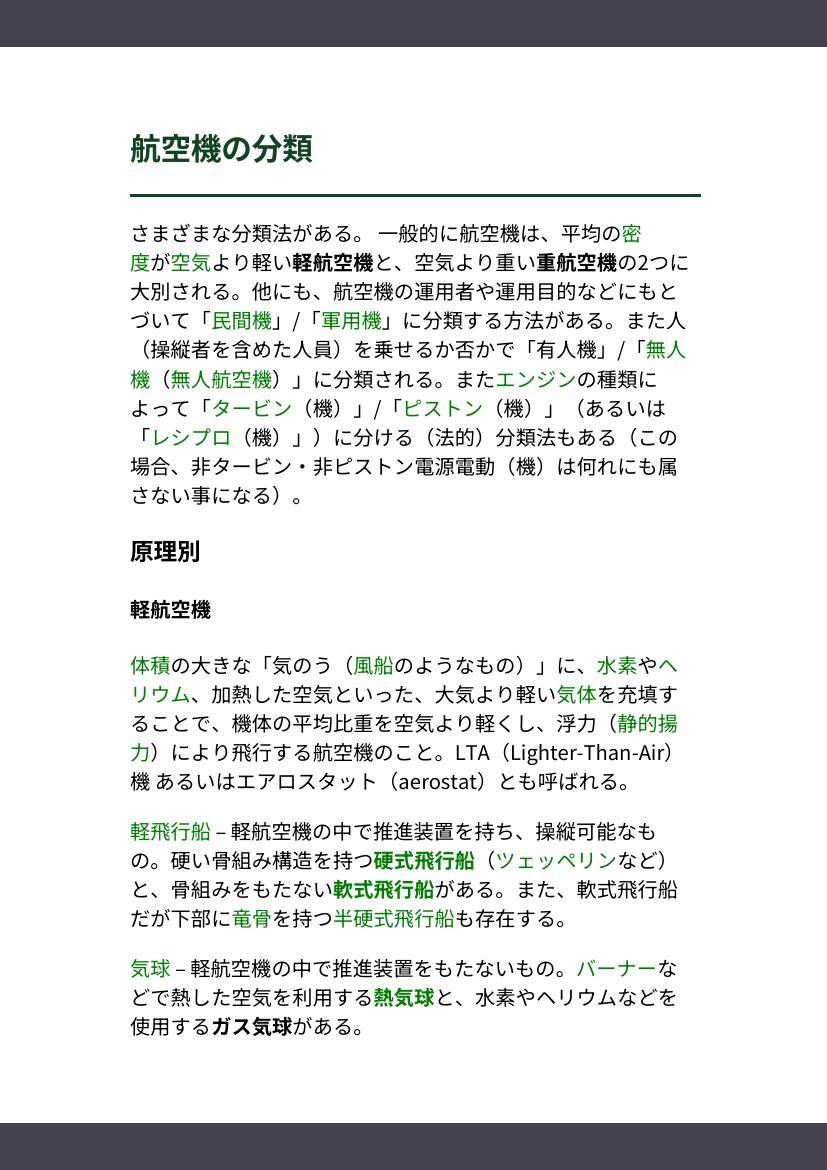 航空機の分類
さまざまな分類法がある。 一般的に航空機は、平均の密
度が空気より軽い軽航空機と、空気より重い重航空機の2つに
大別される。他にも、航空機の運用者や運用目的などにもと
づいて「民間機」/「軍用機」に分類する方法がある。また人
（操縦者を含めた人員）を乗せるか否かで「有人機」/「無人
機（無人航空機）」に分類される。またエンジンの種類に
よって「タービン（機）」/「ピストン（機）」（あるいは
「レシプロ（機）」）に分ける（法的）分類法もある（この
場合、非タービン・非ピストン電源電動（機）は何れにも属
さない事になる）。
原理別
軽航空機
体積の大きな「気のう（風船のようなもの）」に、水素やヘ
リウム、加熱した空気といった、大気より軽い気体を充填す
ることで、機体の平均比重を空気より軽くし、浮力（静的揚
力）により飛行する航空機のこと。LTA（Lighter-Than-Air）
機 あるいはエアロスタット（aerostat）とも呼ばれる。
軽飛行船 – 軽航空機の中で推進装置を持ち、操縦可能なも
の。硬い骨組み構造を持つ硬式飛行船（ツェッペリンなど）
と、骨組みをもたない軟式飛行船がある。また、軟式飛行船
だが下部に竜骨を持つ半硬式飛行船も存在する。
気球 – 軽航空機の中で推進装置をもたないもの。バーナーな
どで熱した空気を利用する熱気球と、水素やヘリウムなどを
使用するガス気球がある。